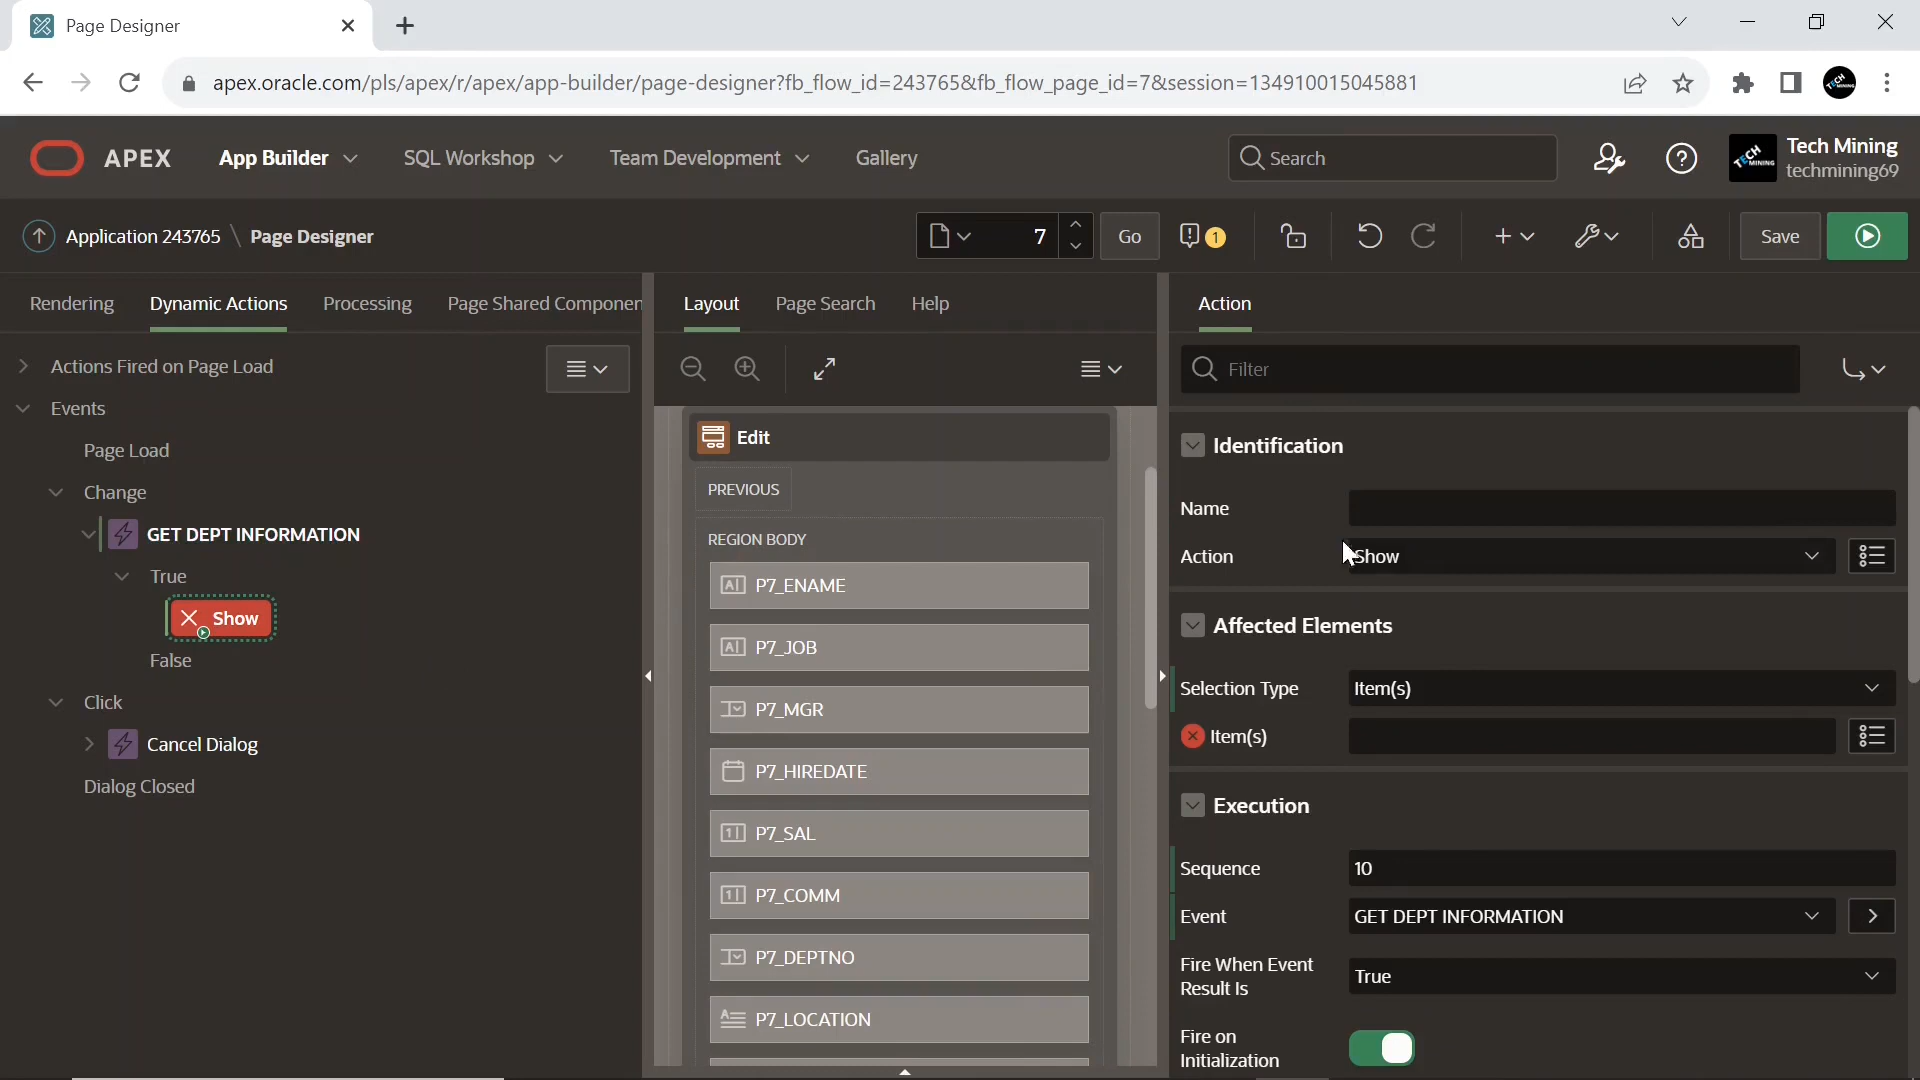 Page Designer
apex.oracle.com/pls/apex/r/apex/app-builder/page-designer?fb_flow_id=243765&fb_flow_page_id=7&session=134910015045881
APEX
App Builder
SQL Workshop
Team Development
Gallery
Search
Tech Mining
techmining69
Application 243765 \ Page Designer
7
Go
1
Save
Rendering
Dynamic Actions
Processing
Page Shared Componen
Layout
Page Search
Help
Action
Actions Fired on Page Load
Events
Page Load
Change
GET DEPT INFORMATION
True
Show
False
Click
Cancel Dialog
Dialog Closed
Edit
PREVIOUS
REGION BODY
P7_ENAME
P7_JOB
P7_MGR
P7_HIREDATE
P7_SAL
P7_COMM
P7_DEPTNO
P7_LOCATION
Filter
Identification
Name
Action
Show
Affected Elements
Selection Type
Item(s)
Item(s)
Execution
Sequence
10
Event
GET DEPT INFORMATION
Fire When Event
Result Is
True
Fire on
Initialization